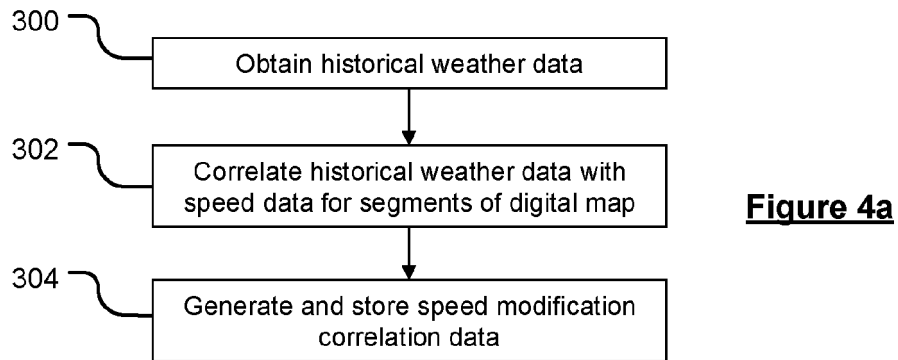 300
Obtain historical weather data
302
Correlate historical weather data with
speed data for segments of digital map
Figure 4a
304
Generate and store speed modification
correlation data